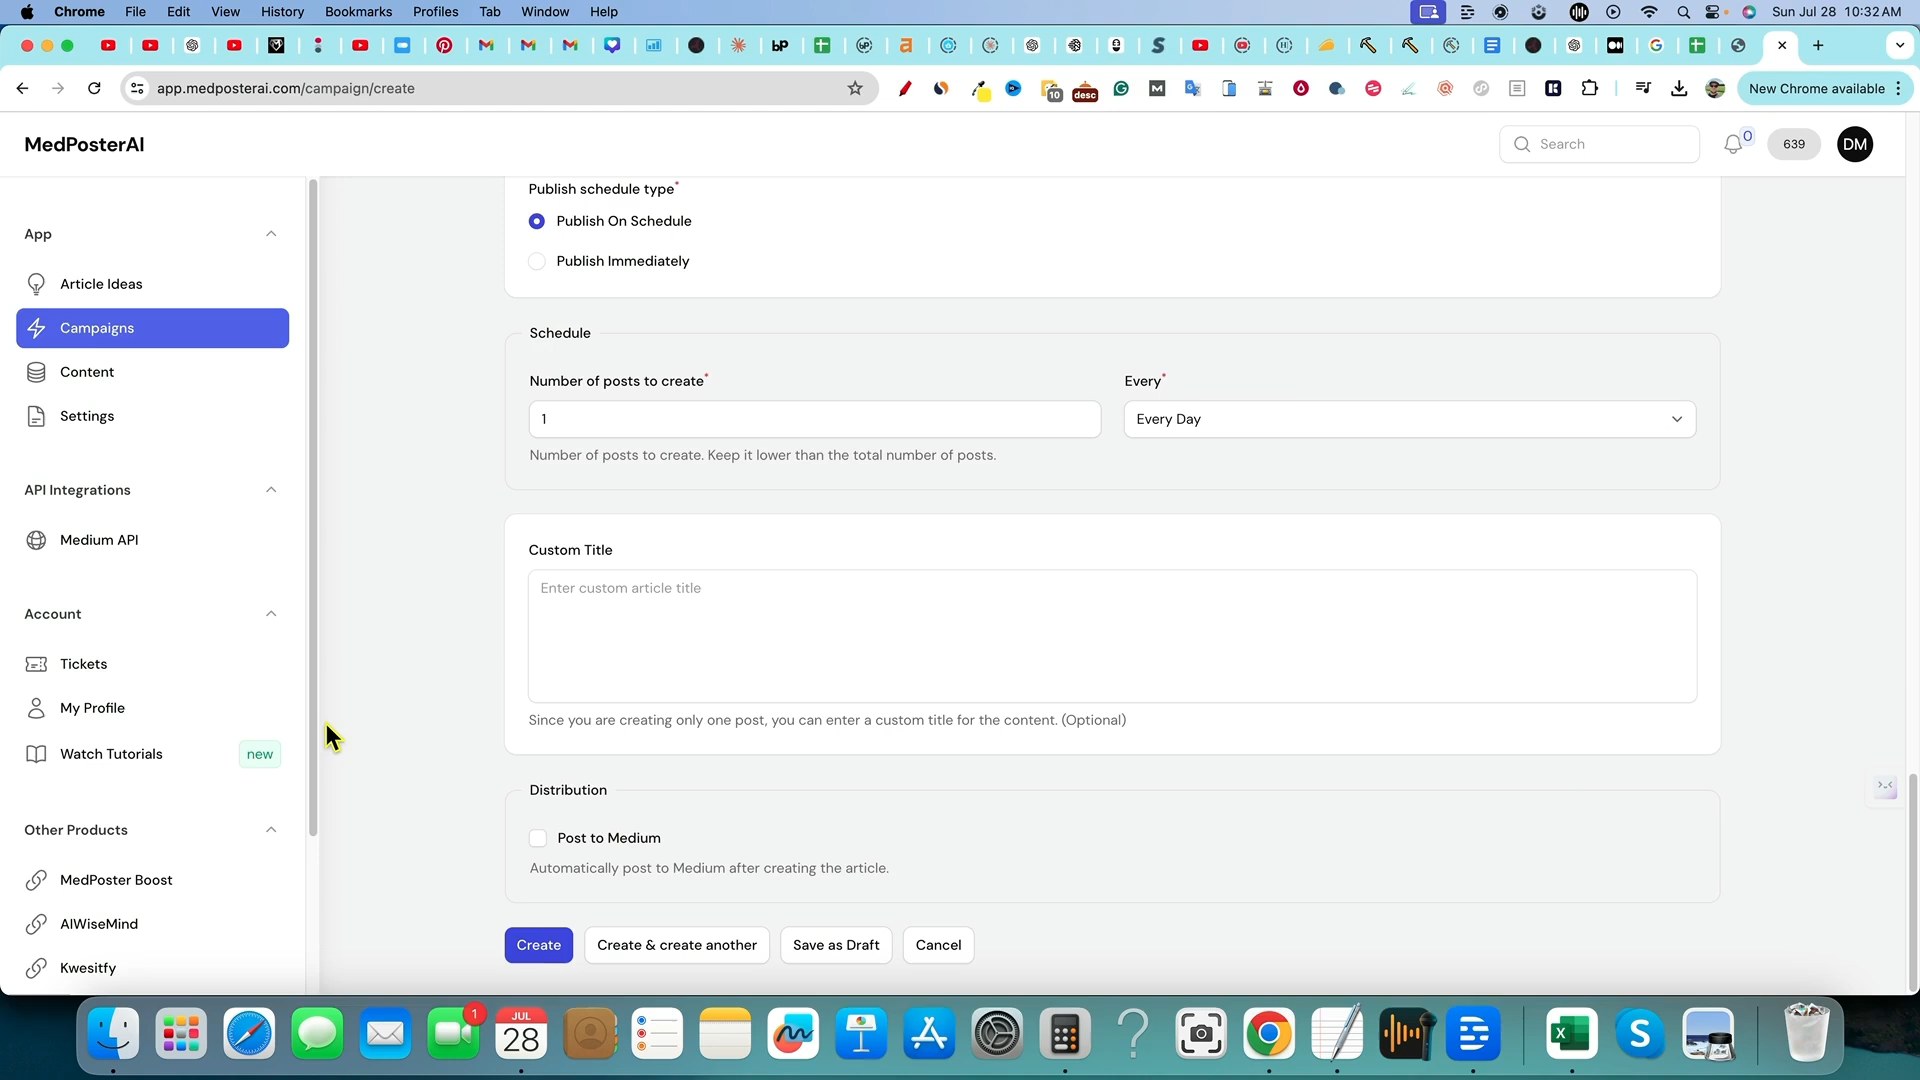 Chrome File Edit View History Bookmarks Profiles Tab Window Help Sun Jul 28 10:32 AM
app.medposterai.com/campaign/create
10
desc
New Chrome available
MedPosterAI
Search
0
639
DM
App
Article Ideas
Campaigns
Content
Settings
API Integrations
Medium API
Account
Tickets
My Profile
Watch Tutorials new
Other Products
MedPoster Boost
AIWiseMind
Kwesitfy
Publish schedule type*
Publish On Schedule
Publish Immediately
Schedule
Number of posts to create*
Every*
1
Every Day
Number of posts to create. Keep it lower than the total number of posts.
Custom Title
Enter custom article title
Since you are creating only one post, you can enter a custom title for the content. (Optional)
Distribution
Post to Medium
Automatically post to Medium after creating the article.
Create
Create & create another
Save as Draft
Cancel
1
JUL
28